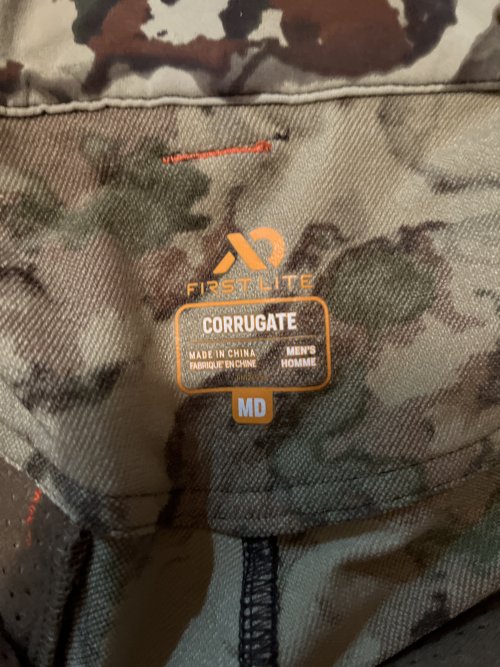 FIRST LITE
CORRUGATE
MADE IN CHINA
FABRIQUÉ EN CHINE
MEN'S
HOMME
MD